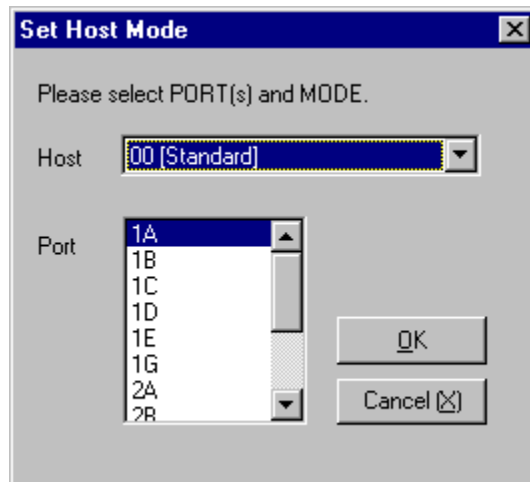 Set Host Mode
Please select PORT(s) and MODE.
Host 00 [Standard]
Port
1A
1B
1C
1D
1E
1G
2A
2B
OK
Cancel (X)